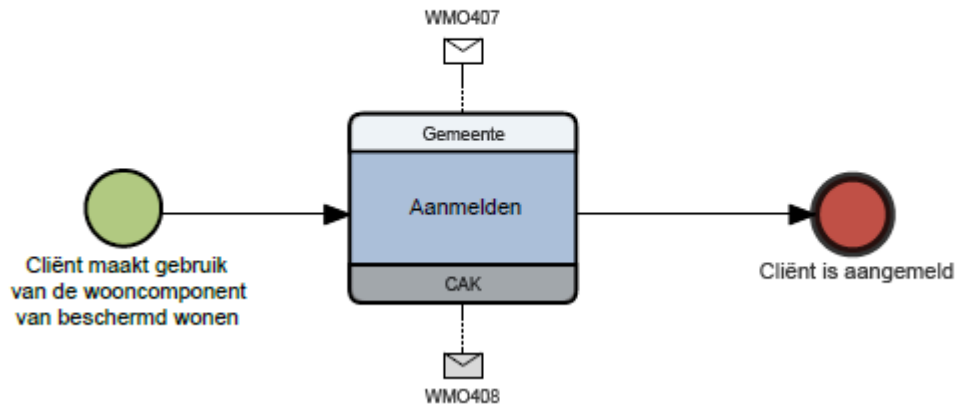 WMO407
Gemeente
Aanmelden
CAK
WMO408
Cliënt maakt gebruik
van de wooncomponent
van beschermd wonen
Cliënt is aangemeld